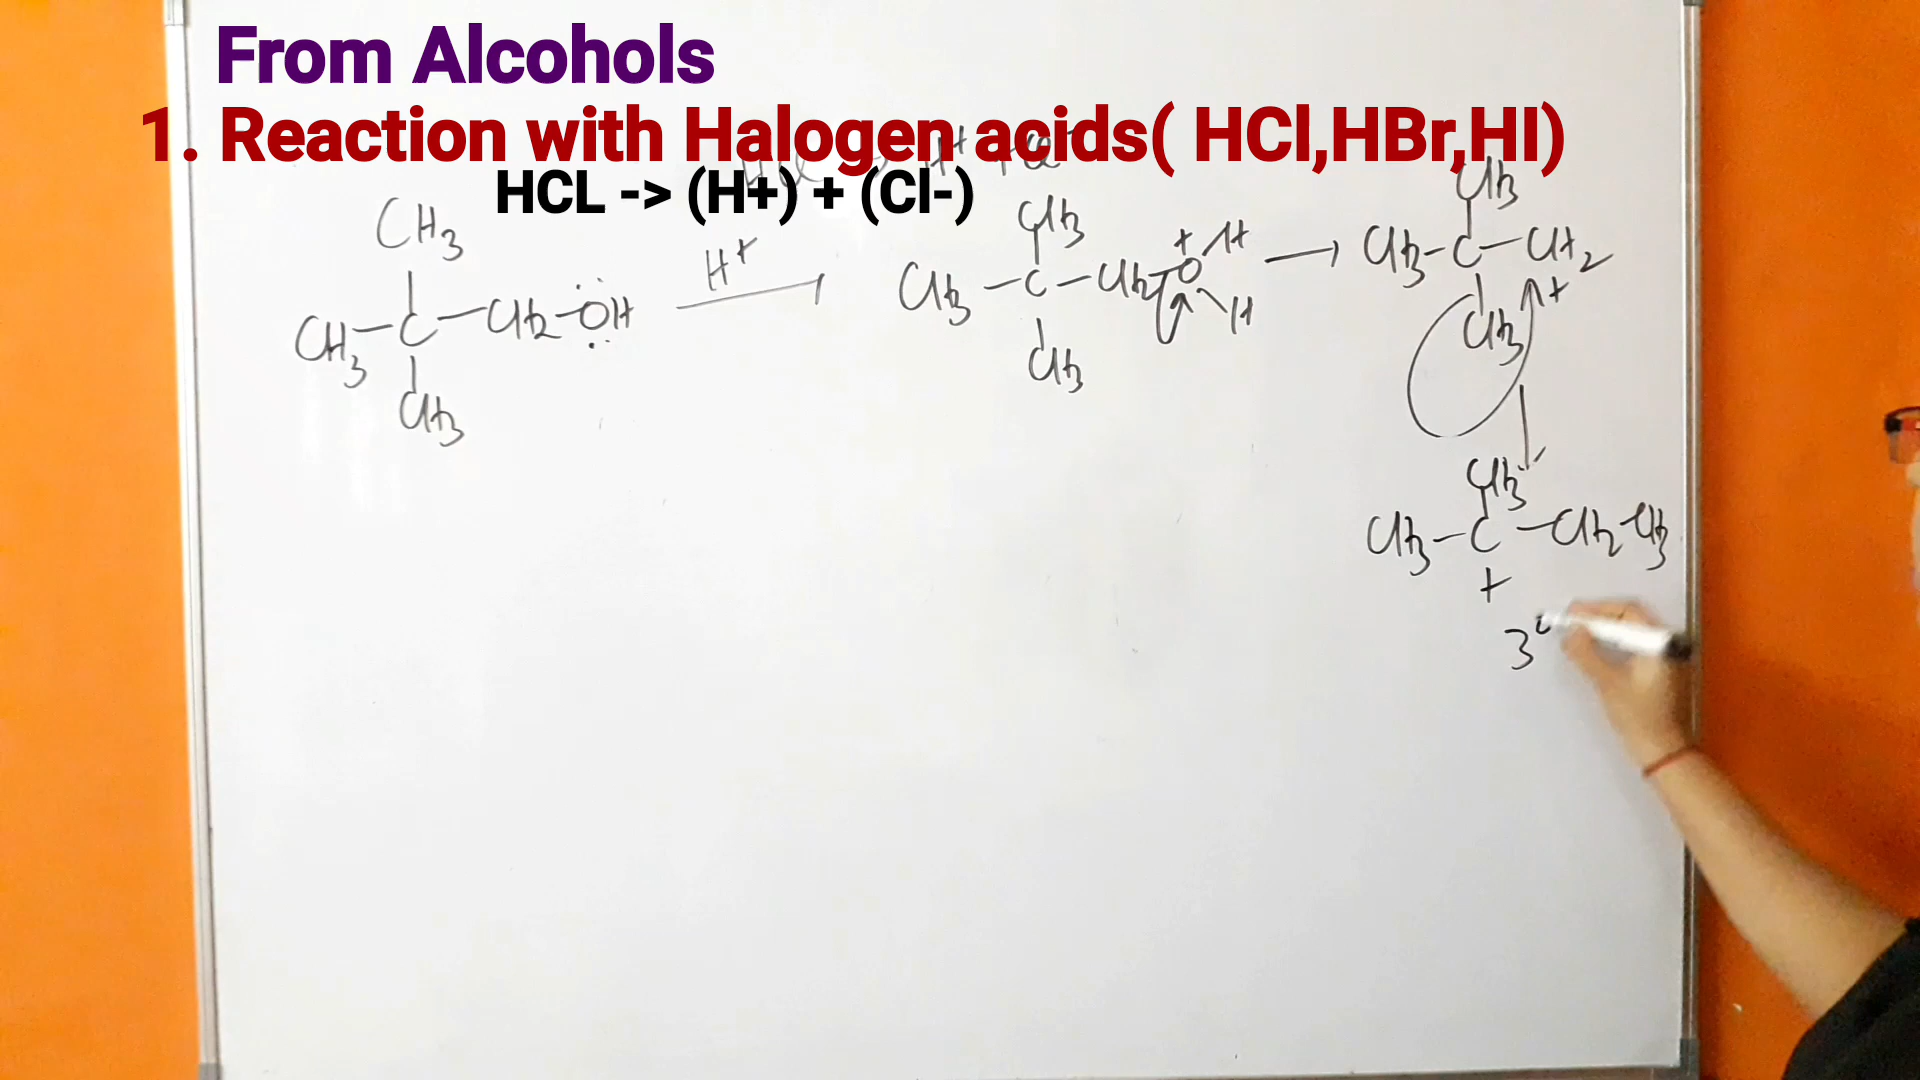 From Alcohols
1. Reaction with Halogen acids( HCl,HBr,HI)
HCL -> (H+) + (Cl-)
CH3
CH3-C-CH2-OH
CH3
H+
CH3
CH3-C-CH2-O+ H
H
CH3
CH3
CH3-C-CH2
+
CH3
CH3
CH3-C-CH2-CH3
+
3°